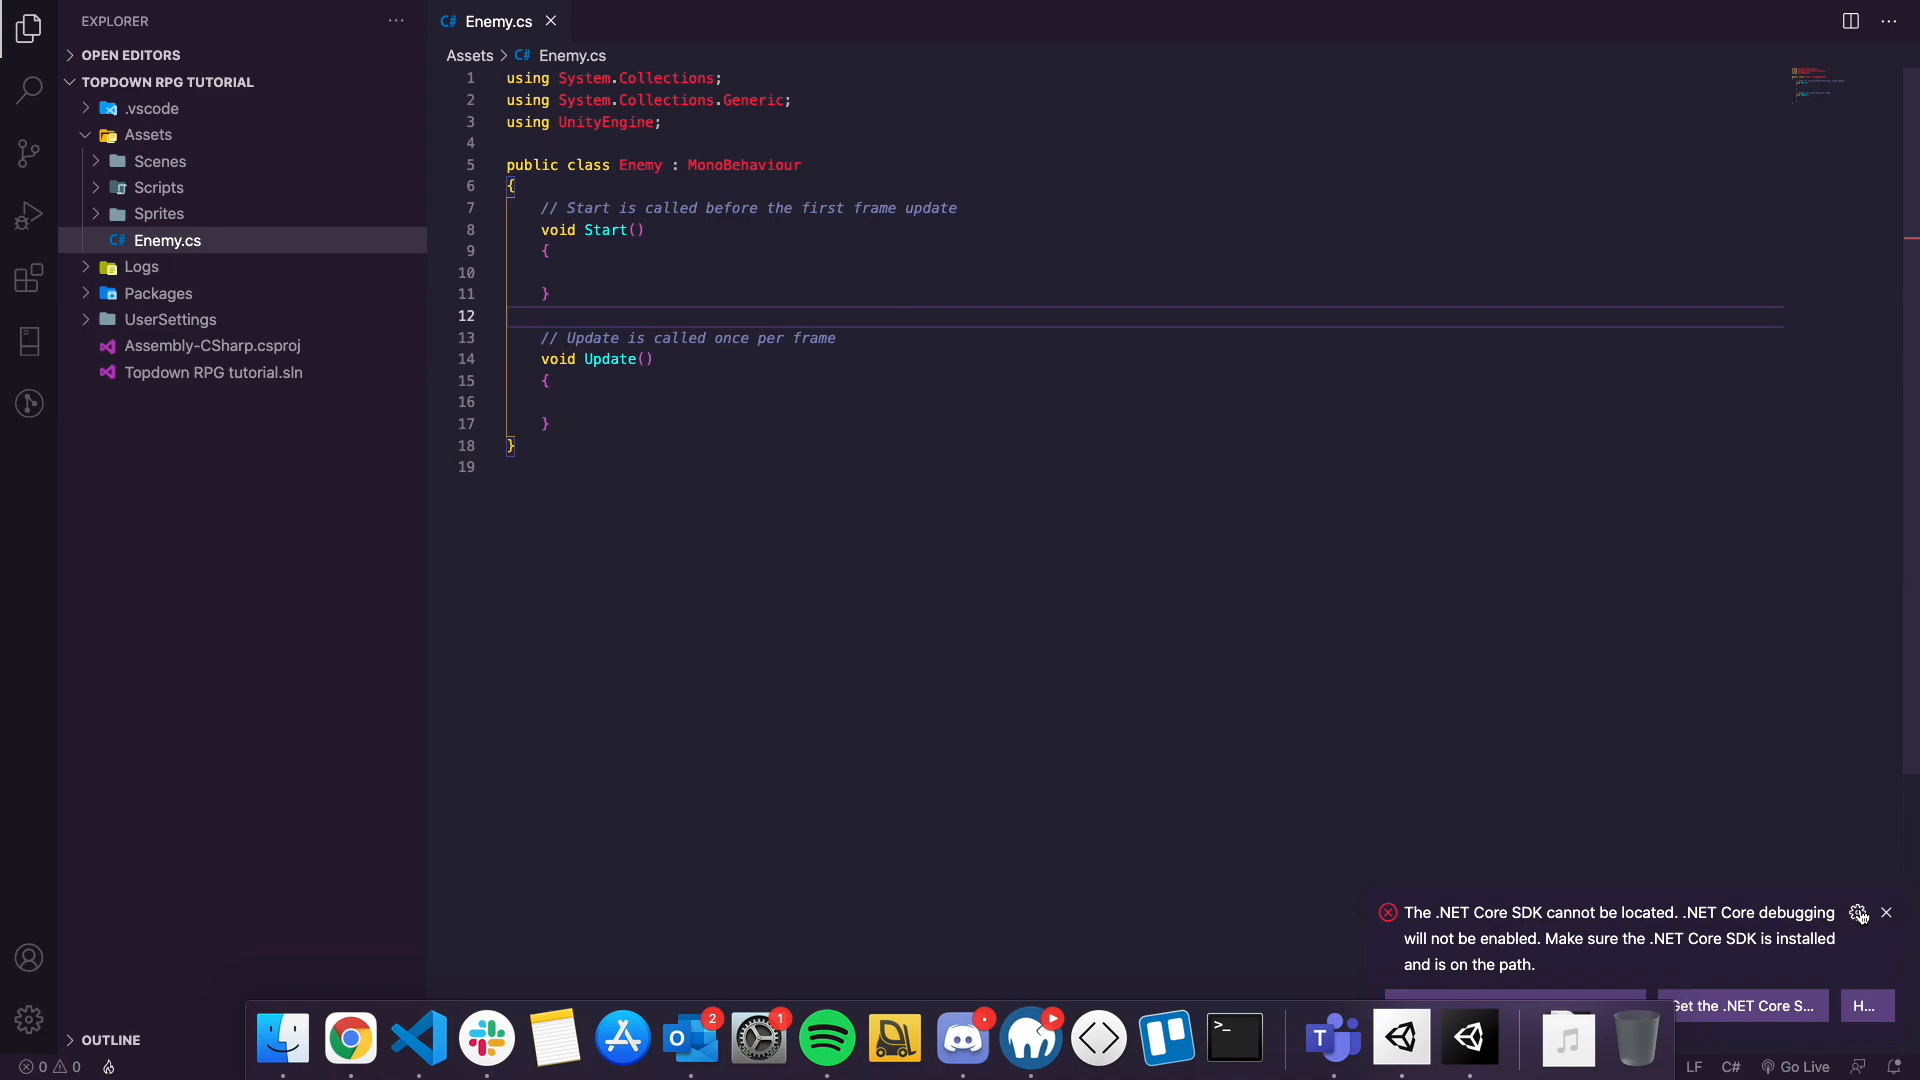 EXPLORER
OPEN EDITORS
TOPDOWN RPG TUTORIAL
.vscode
Assets
Scenes
Scripts
Sprites
C# Enemy.cs
Logs
Packages
UserSettings
Assembly-CSharp.csproj
Topdown RPG tutorial.sln
OUTLINE
C# Enemy.cs
Assets > C# Enemy.cs
1 using System.Collections;
2 using System.Collections.Generic;
3 using UnityEngine;
4
5 public class Enemy : MonoBehaviour
6 {
7 // Start is called before the first frame update
8 void Start()
9 {
10
11 }
12
13 // Update is called once per frame
14 void Update()
15 {
16
17 }
18 }
19
The .NET Core SDK cannot be located. .NET Core debugging
will not be enabled. Make sure the .NET Core SDK is installed
and is on the path.
Get the .NET Core S... H...
2 1
O >_ T
0 0 LF C# Go Live